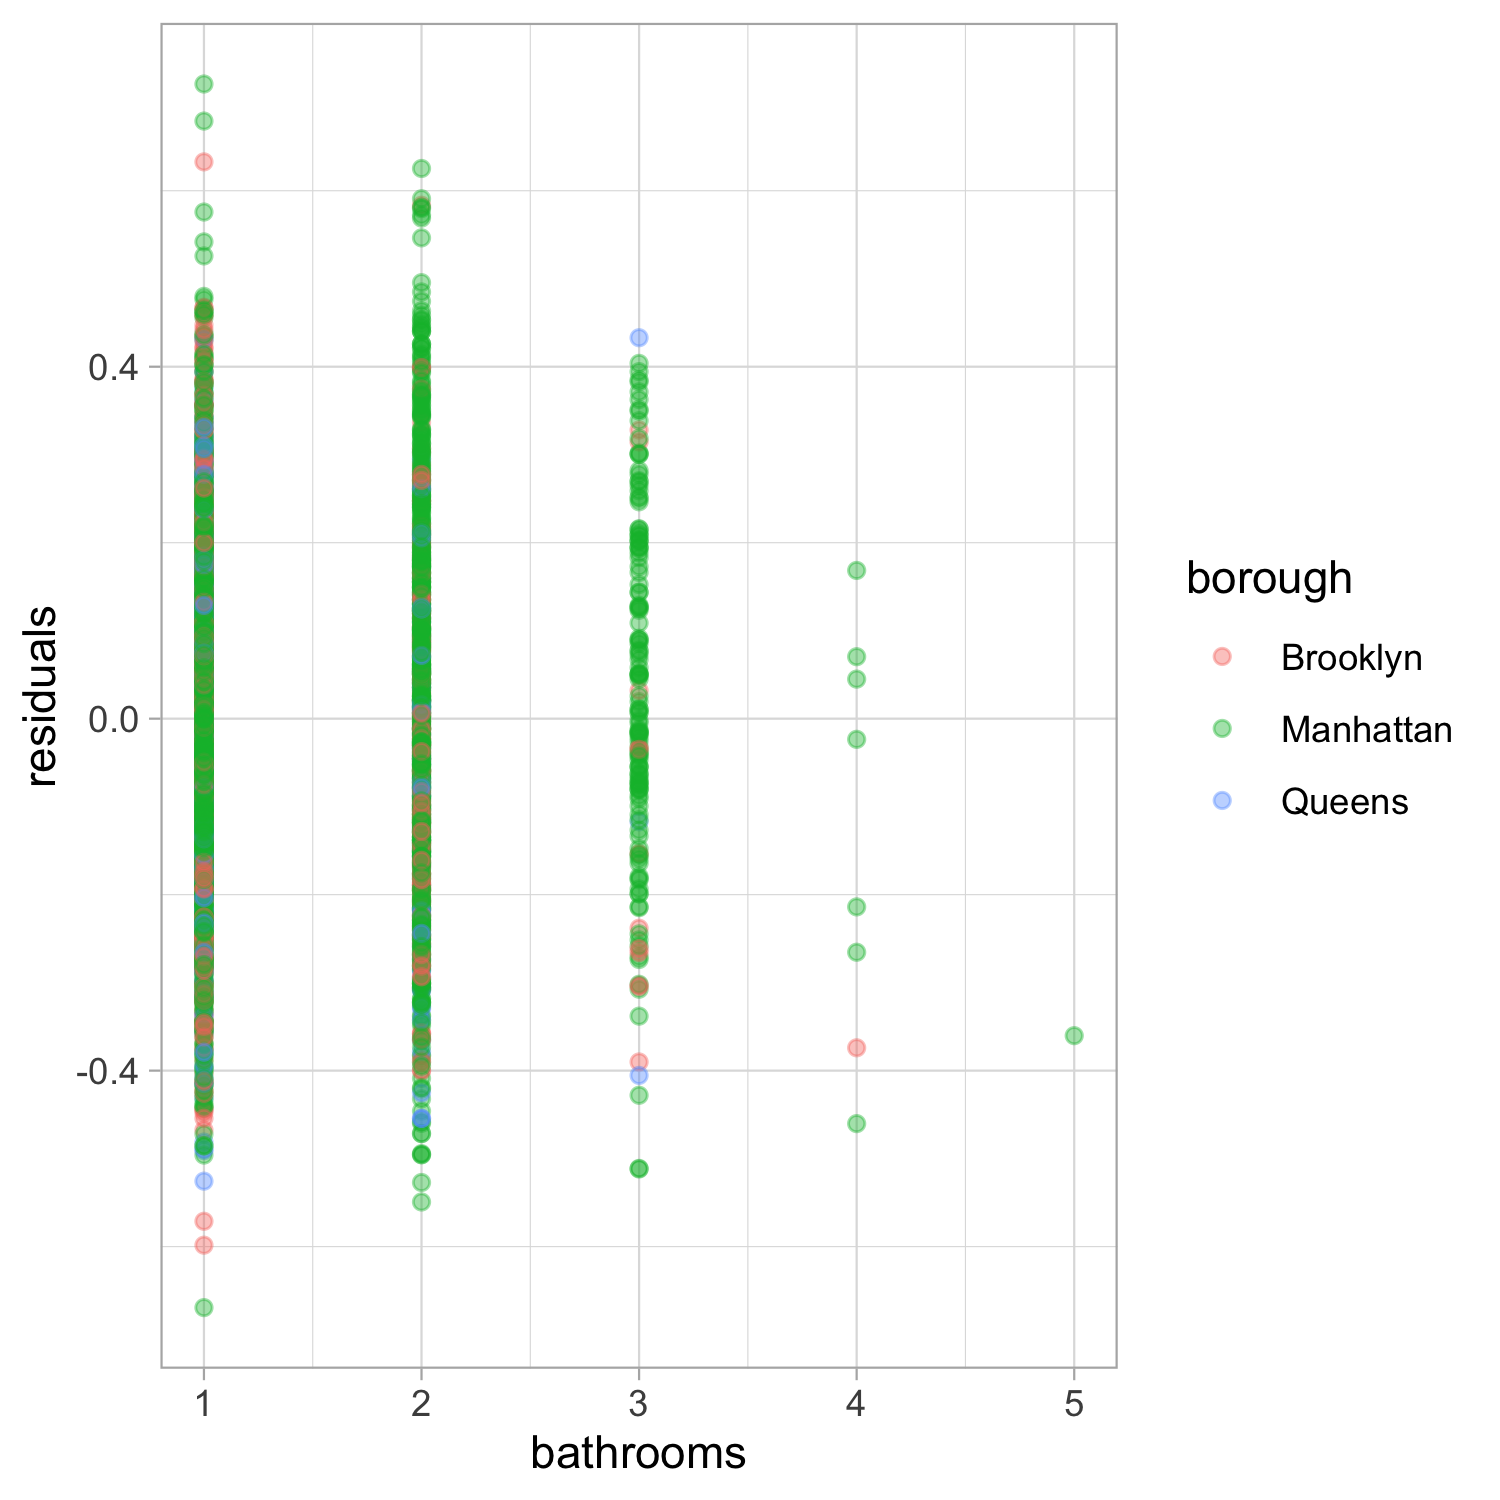 residuals
0.4
0.0
-0.4
1 2 3 4 5
bathrooms
borough
Brooklyn
Manhattan
Queens